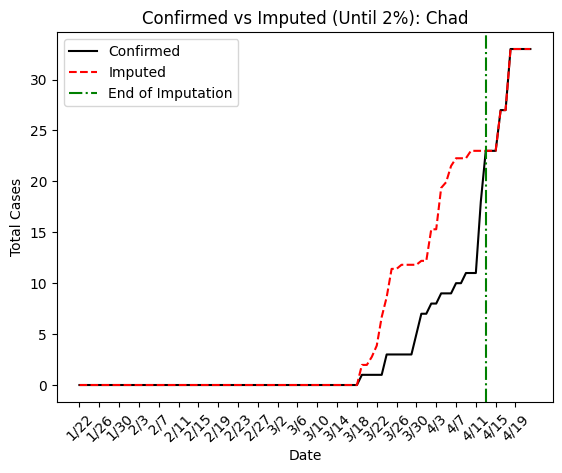 Confirmed vs Imputed (Until 2%): Chad
Confirmed
Imputed
End of Imputation
Total Cases
30
25
20
15
10
5
0
1/22 1/26 1/30 2/3 2/7 2/11 2/15 2/19 2/23 2/27 3/2 3/6 3/10 3/14 3/18 3/22 3/26 3/30 4/3 4/7 4/11 4/15 4/19
Date